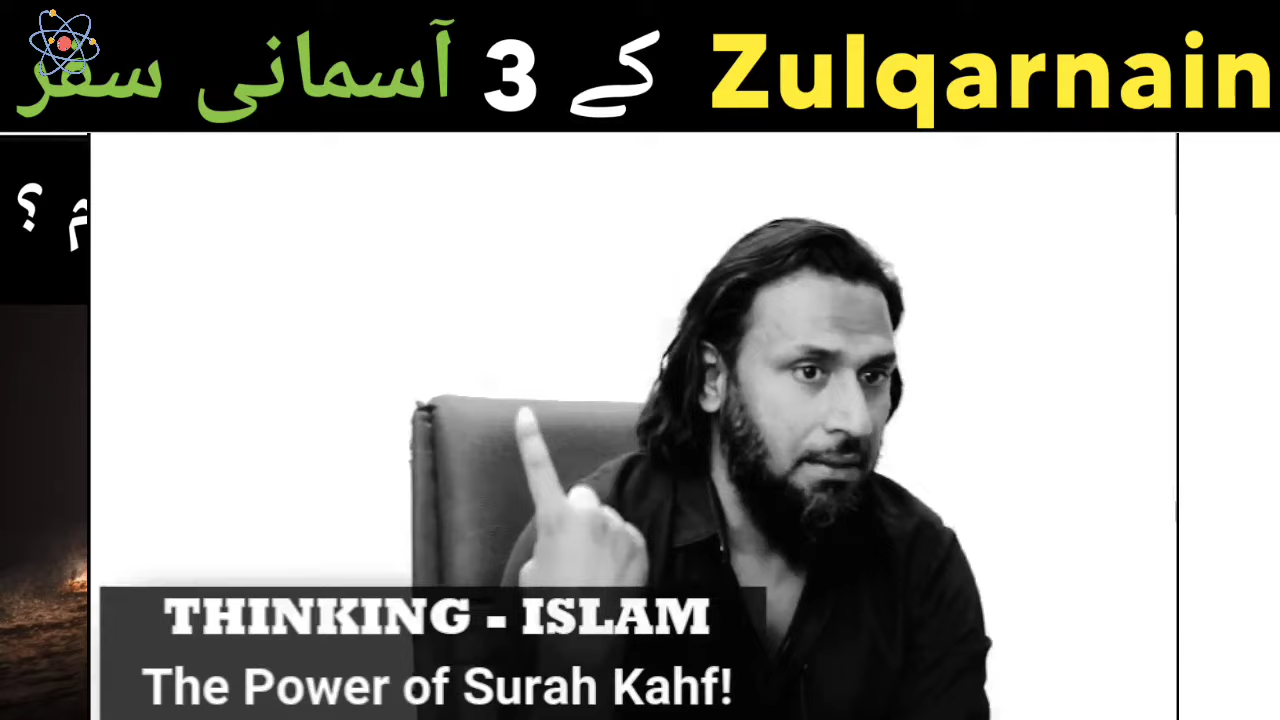 Zulqarnain کے 3 آسمانی سفر
؟
THINKING - ISLAM
The Power of Surah Kahf!